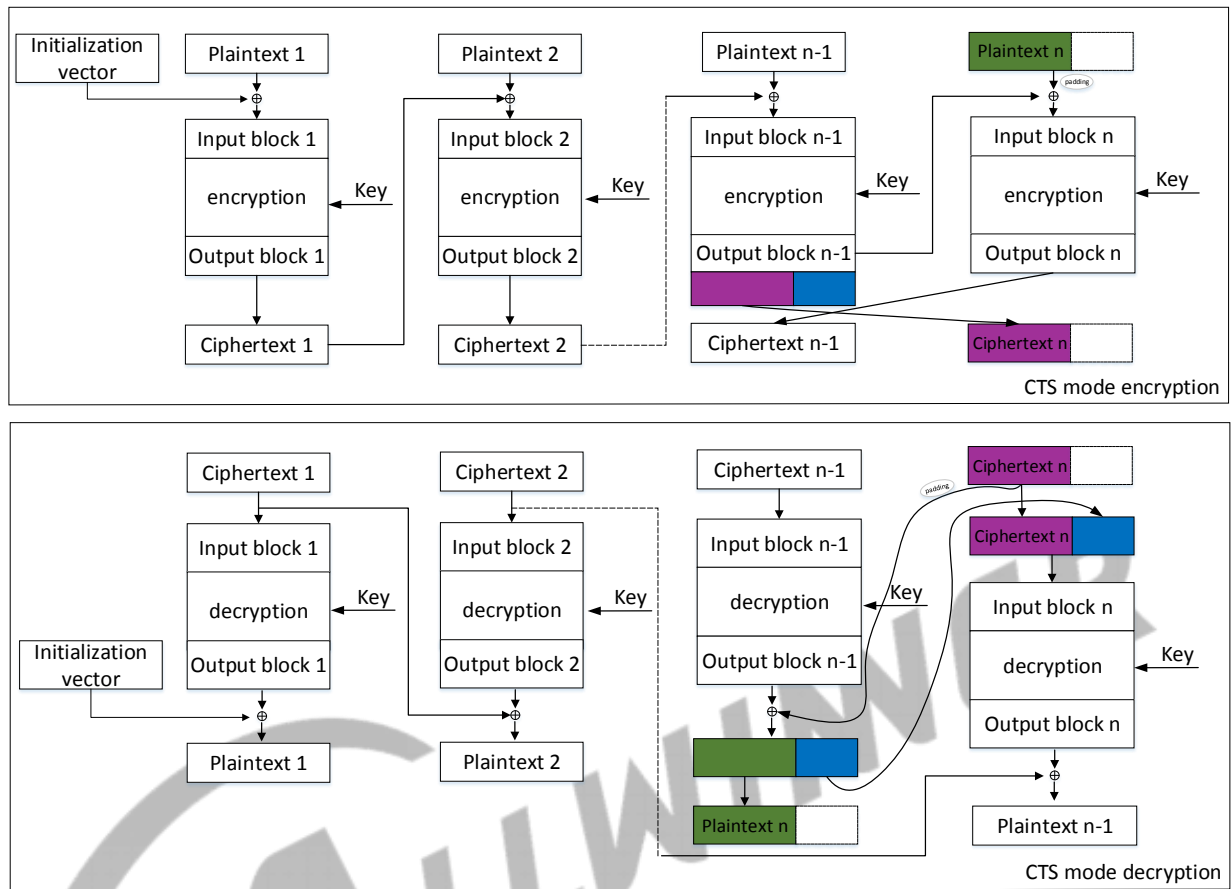 Initialization
vector
Plaintext 1
Plaintext 2
Plaintext n-1
Plaintext n
padding
Input block 1
Input block 2
Input block n-1
Input block n
encryption
Key
encryption
Key
encryption
Key
encryption
Key
Output block 1
Output block 2
Output block n-1
Output block n
Ciphertext 1
Ciphertext 2
Ciphertext n-1
Ciphertext n
CTS mode encryption
Ciphertext 1
Ciphertext 2
Ciphertext n-1
Ciphertext n
padding
Ciphertext n
Input block 1
Input block 2
Input block n-1
Input block n
decryption
Key
decryption
Key
decryption
Key
decryption
Key
Initialization
vector
Output block 1
Output block 2
Output block n-1
Output block n
Plaintext 1
Plaintext 2
Plaintext n
Plaintext n-1
CTS mode decryption
ALLWINNER